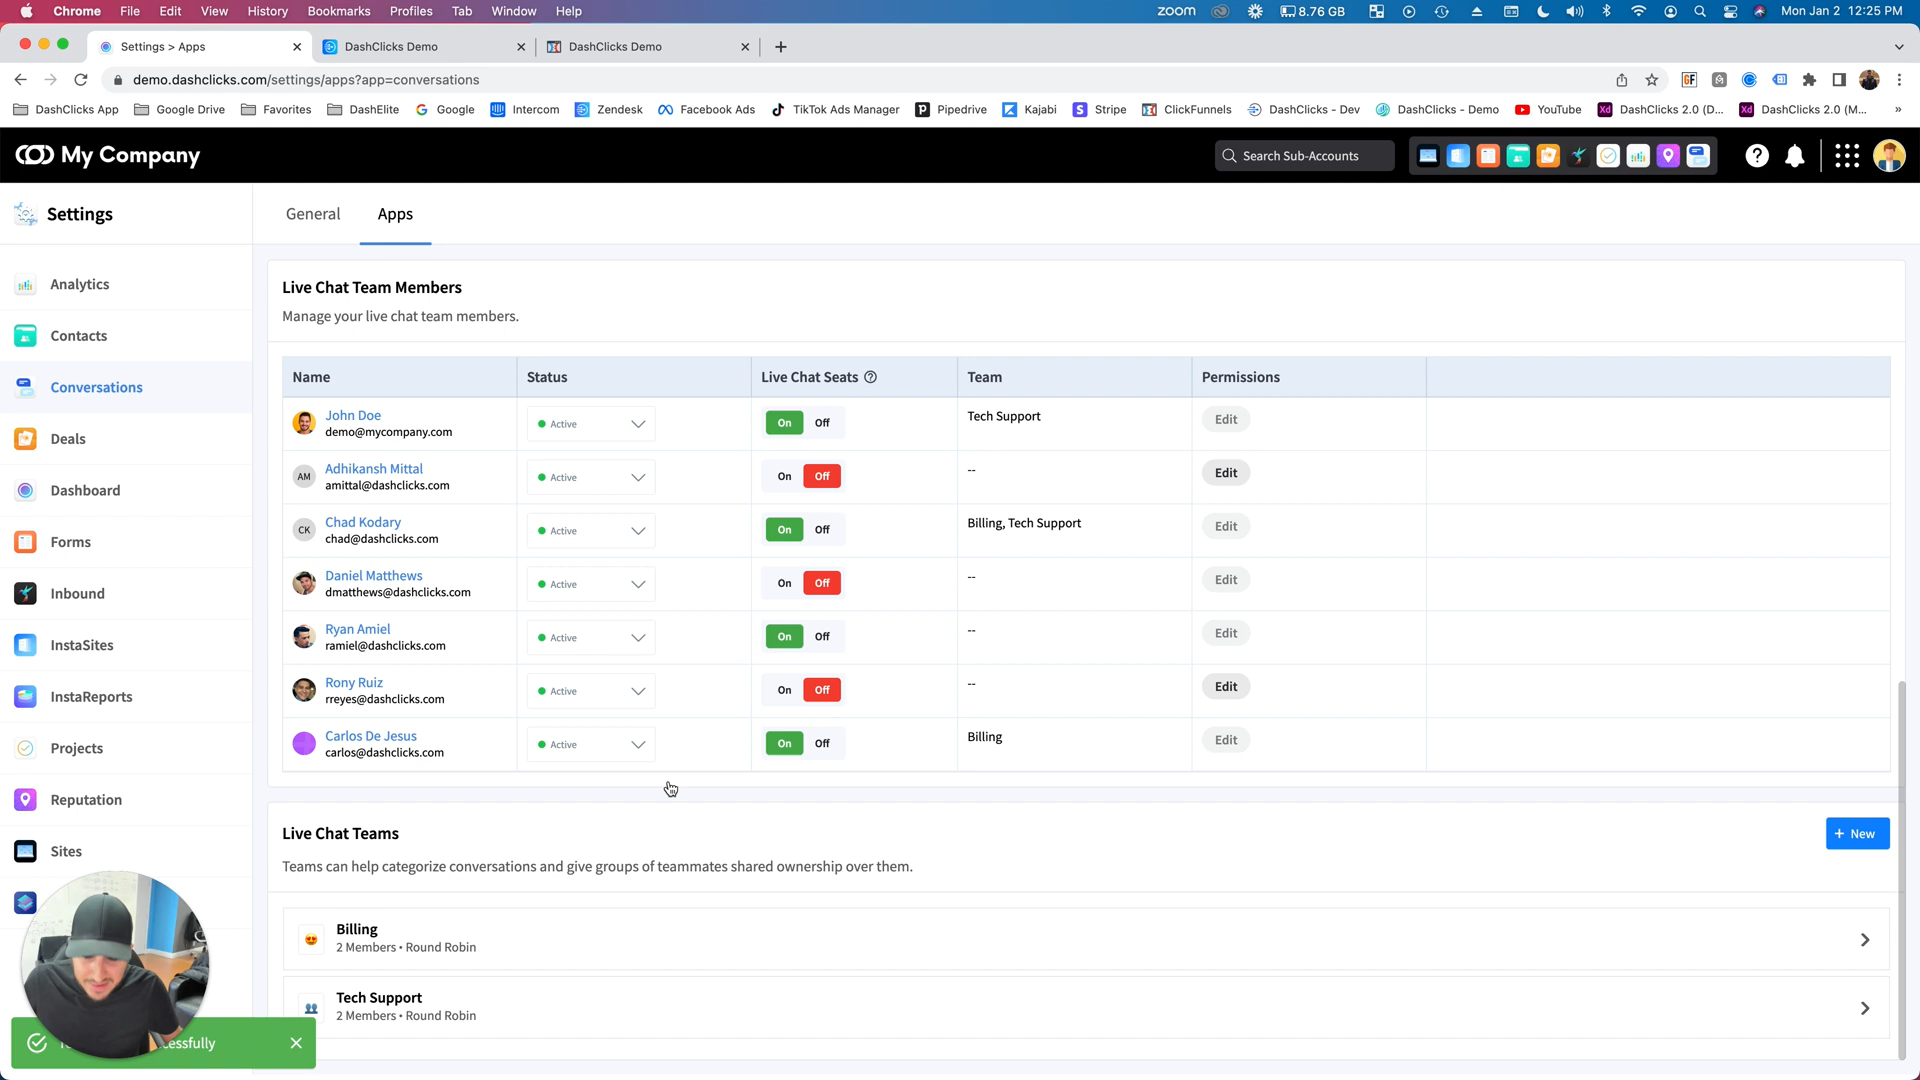 Chrome File Edit View History Bookmarks Profiles Tab Window Help zoom 8.76 GB Mon Jan 2 12:25 PM
Settings > Apps DashClicks Demo DashClicks Demo
demo.dashclicks.com/settings/apps?app=conversations
DashClicks App Google Drive Favorites DashElite Google Intercom Zendesk Facebook Ads TikTok Ads Manager Pipedrive Kajabi Stripe ClickFunnels DashClicks - Dev DashClicks - Demo YouTube DashClicks 2.0 (D... DashClicks 2.0 (M... »
My Company Search Sub-Accounts
Settings
General Apps
Analytics
Contacts
Conversations
Deals
Dashboard
Forms
Inbound
InstaSites
InstaReports
Projects
Reputation
Sites
Live Chat Team Members
Manage your live chat team members.
Name Status Live Chat Seats Team Permissions
John Doe
demo@mycompany.com
Active On Off Tech Support Edit
AM Adhikansh Mittal
amittal@dashclicks.com
Active On Off -- Edit
CK Chad Kodary
chad@dashclicks.com
Active On Off Billing, Tech Support Edit
Daniel Matthews
dmatthews@dashclicks.com
Active On Off -- Edit
Ryan Amiel
ramiel@dashclicks.com
Active On Off -- Edit
Rony Ruiz
rreyes@dashclicks.com
Active On Off -- Edit
Carlos De Jesus
carlos@dashclicks.com
Active On Off Billing Edit
Live Chat Teams
+ New
Teams can help categorize conversations and give groups of teammates shared ownership over them.
Billing
2 Members • Round Robin
Tech Support
2 Members • Round Robin